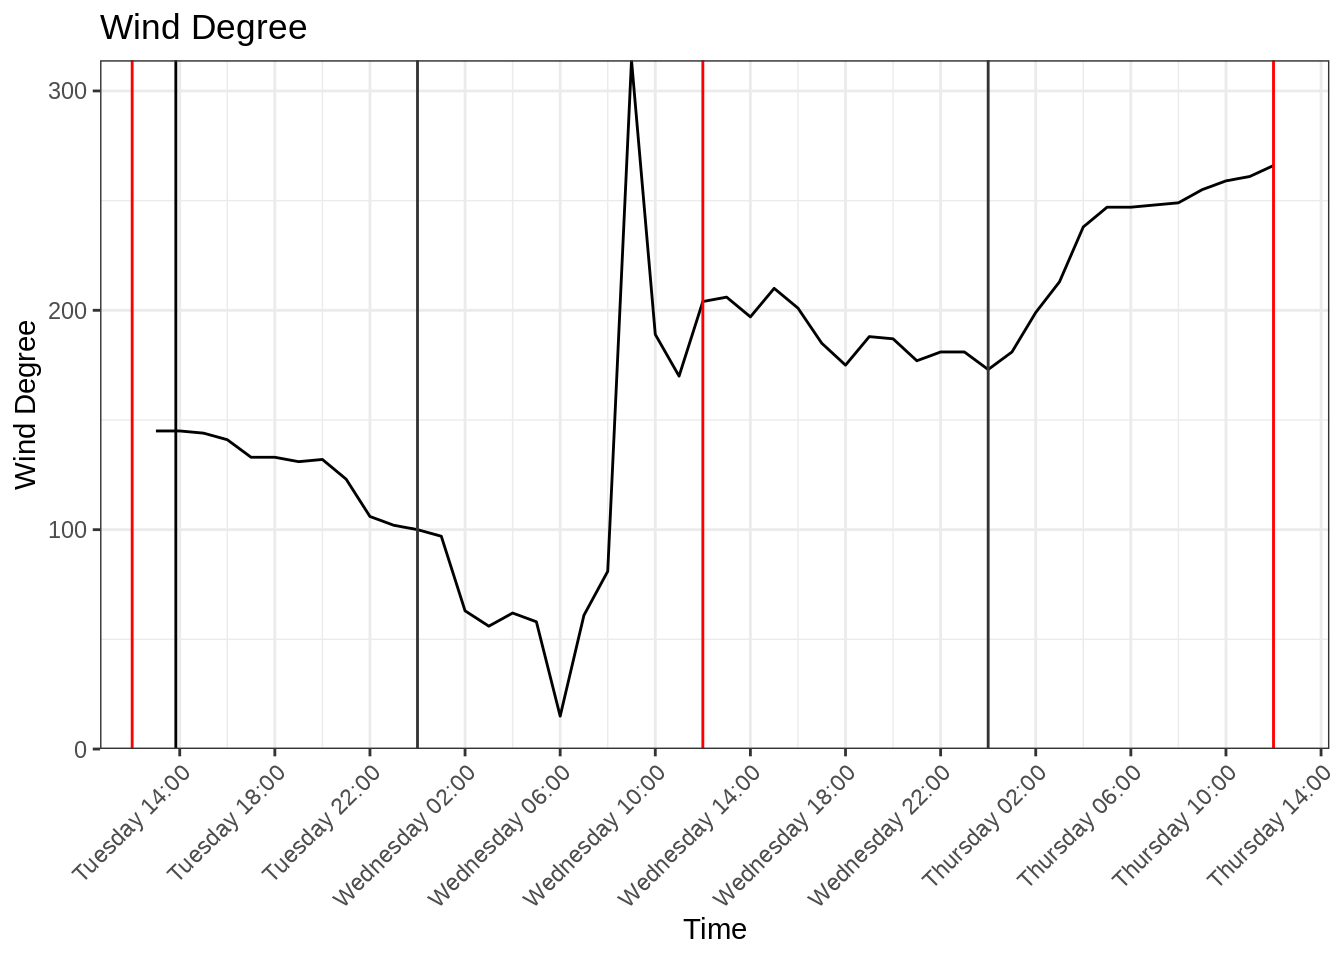 Wind Degree
Wind Degree
300
200
100
0
Tuesday 14:00
Tuesday 18:00
Tuesday 22:00
Wednesday 02:00
Wednesday 06:00
Wednesday 10:00
Wednesday 14:00
Wednesday 18:00
Wednesday 22:00
Thursday 02:00
Thursday 06:00
Thursday 10:00
Thursday 14:00
Time